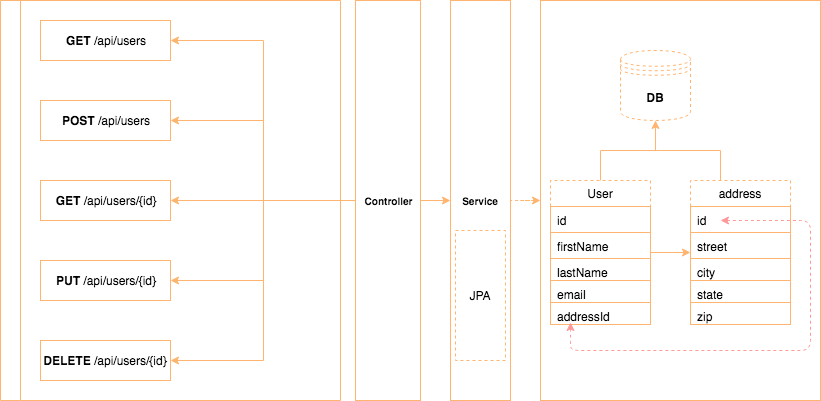 GET /api/users
POST /api/users
GET /api/users/{id}
PUT /api/users/{id}
DELETE /api/users/{id}
Controller
Service
JPA
DB
User
id
firstName
lastName
email
addressId
address
id
street
city
state
zip